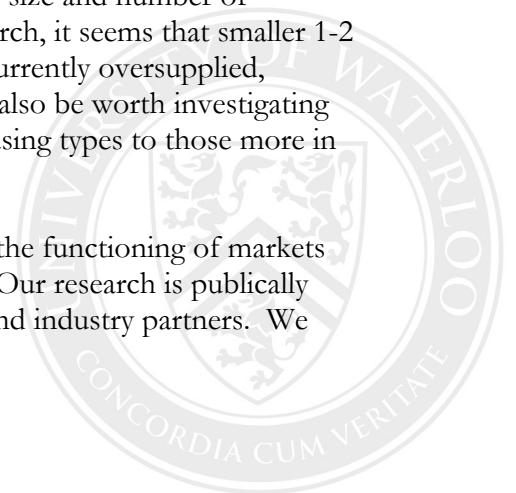 size and number of
rch, it seems that smaller 1-2
urrently oversupplied,
also be worth investigating
using types to those more in
the functioning of markets
Our research is publically
nd industry partners. We
UNIVERSITY OF WATERLOO
CONCORDIA CUM VERITATE